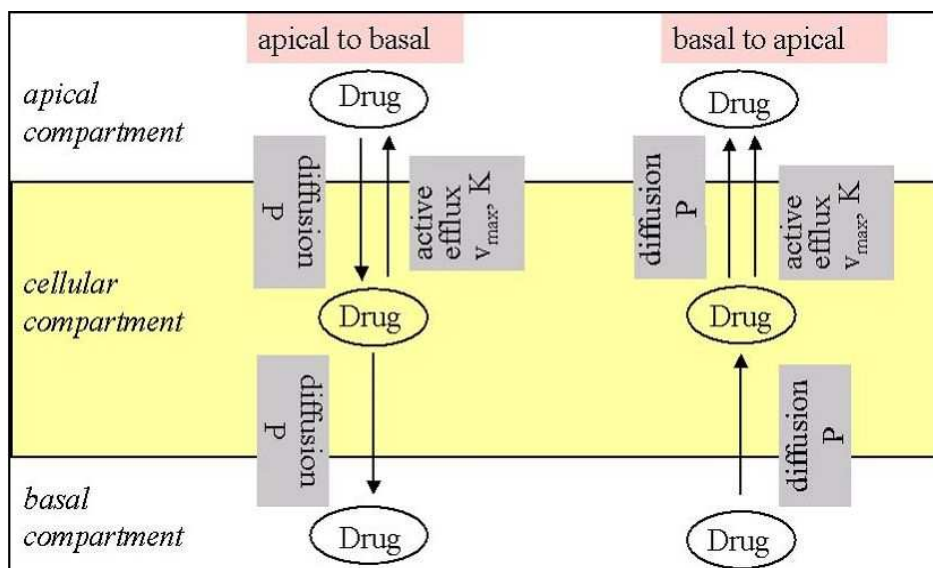 apical to basal
basal to apical
apical
compartment
Drug
Drug
diffusion
P
active
efflux
vmax, K
diffusion
P
active
efflux
vmax, K
cellular
compartment
Drug
Drug
diffusion
P
diffusion
P
basal
compartment
Drug
Drug